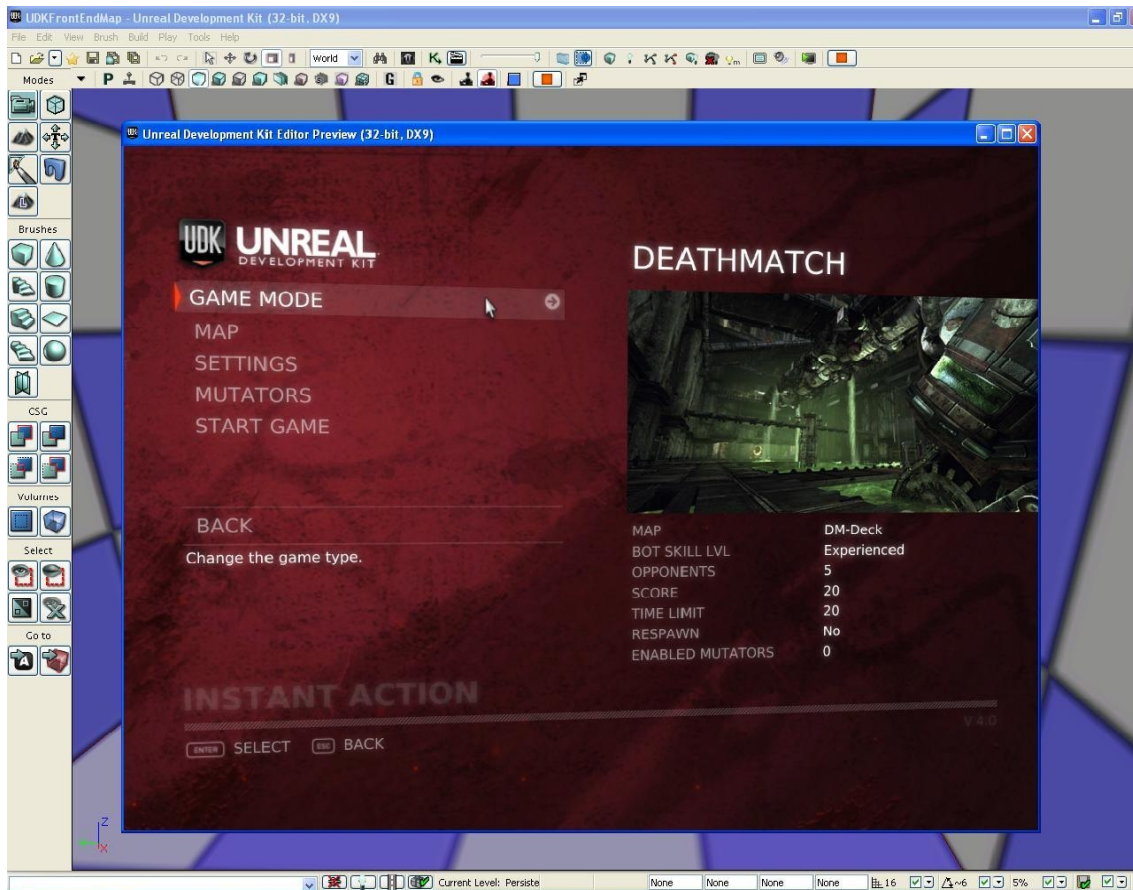 UDKFrontEndMap - Unreal Development Kit (32-bit, DX9)
File Edit View Brush Build Play Tools Help
World
Modes
P
G
Unreal Development Kit Editor Preview (32-bit, DX9)
Brushes
CSG
Volumes
Select
Go to
UDK UNREAL
DEVELOPMENT KIT
GAME MODE
MAP
SETTINGS
MUTATORS
START GAME
BACK
Change the game type.
DEATHMATCH
MAP DM-Deck
BOT SKILL LVL Experienced
OPPONENTS 5
SCORE 20
TIME LIMIT 20
RESPAWN No
ENABLED MUTATORS 0
INSTANT ACTION
V 4.0
ENTER SELECT ESC BACK
Z
X
Current Level: Persiste
None None None None 16 ~6 5%